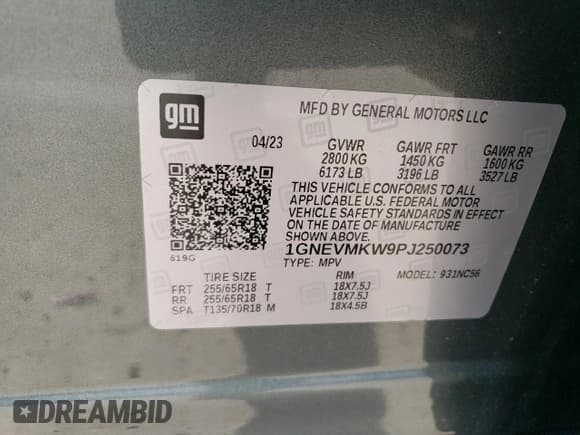 gm
MFD BY GENERAL MOTORS LLC
04/23 GVWR GAWR FRT GAWR RR
2800 KG 1450 KG 1600 KG
6173 LB 3196 LB 3527 LB
THIS VEHICLE CONFORMS TO ALL
APPLICABLE U.S. FEDERAL MOTOR
VEHICLE SAFETY STANDARDS IN EFFECT
ON THE DATE OF MANUFACTURE
SHOWN ABOVE.
619G
1GNEVMKW9PJ250073
TYPE: MPV MODEL: 931NC56
TIRE SIZE RIM
FRT 255/65R18 T 18X7.5J
RR 255/65R18 T 18X7.5J
SPA T135/70R18 M 18X4.5B
DREAMBID